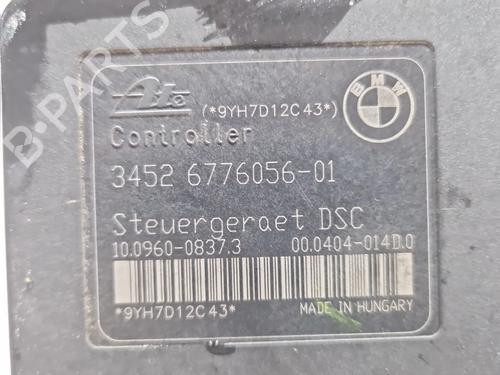 Ate
(*9YH7D12C43*)
BMW
Controller
3452 6776056-01
Steuergeraet DSC
10.0960-0837.3
00.0404-014D.0
*9YH7D12C43*
MADE IN HUNGARY
B-PARTS